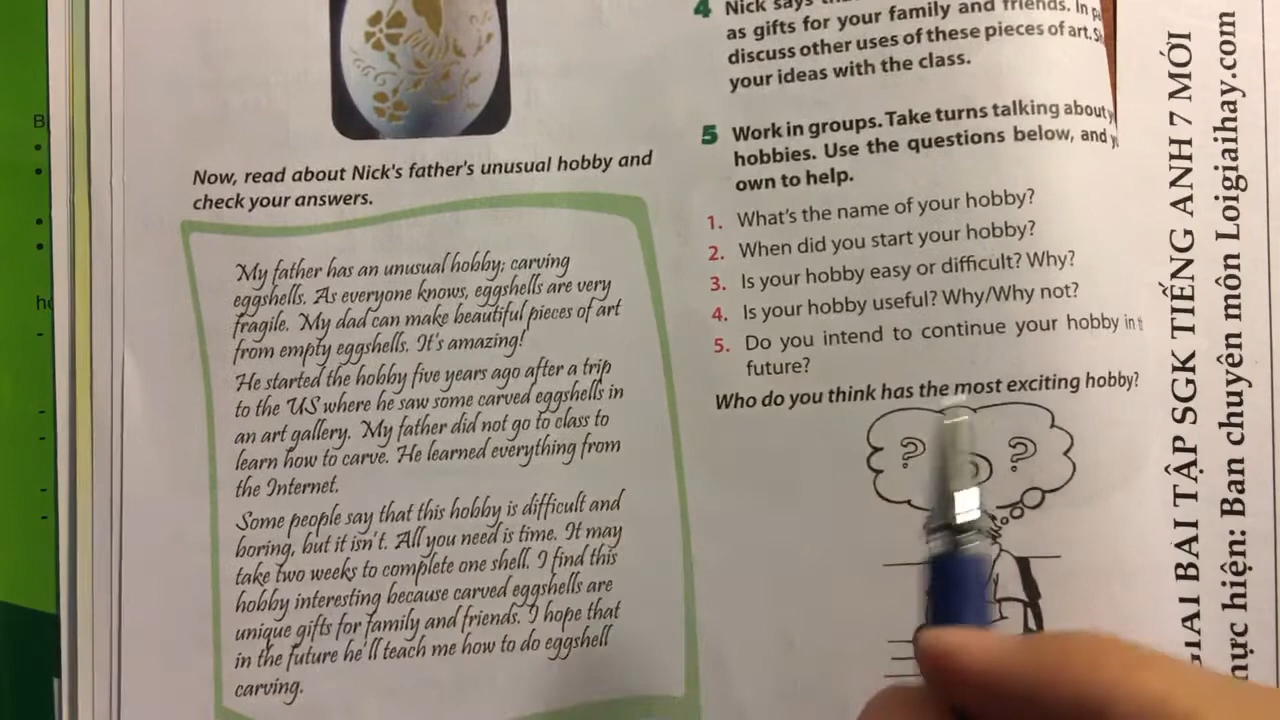 Now, read about Nick's father's unusual hobby and
check your answers.
My father has an unusual hobby: carving
eggshells. As everyone knows, eggshells are very
fragile. My dad can make beautiful pieces of art
from empty eggshells. It's amazing!
He started the hobby five years ago after a trip
to the US where he saw some carved eggshells in
an art gallery. My father did not go to class to
learn how to carve. He learned everything from
the Internet.
Some people say that this hobby is difficult and
boring, but it isn't. All you need is time. It may
take two weeks to complete one shell. I find this
hobby interesting because carved eggshells are
unique gifts for family and friends. I hope that
in the future he'll teach me how to do eggshell
carving.
4 Nick says
as gifts for your family and friends. In
discuss other uses of these pieces of art.
your ideas with the class.
5 Work in groups. Take turns talking about
hobbies. Use the questions below, and
own to help.
1. What's the name of your hobby?
2. When did you start your hobby?
3. Is your hobby easy or difficult? Why?
4. Is your hobby useful? Why/Why not?
5. Do you intend to continue your hobby in
future?
Who do you think has the most exciting hobby?
? ?
GIẢI BÀI TẬP SGK TIẾNG ANH 7 MỚI
hực hiện: Ban chuyên môn Loigiaihay.com